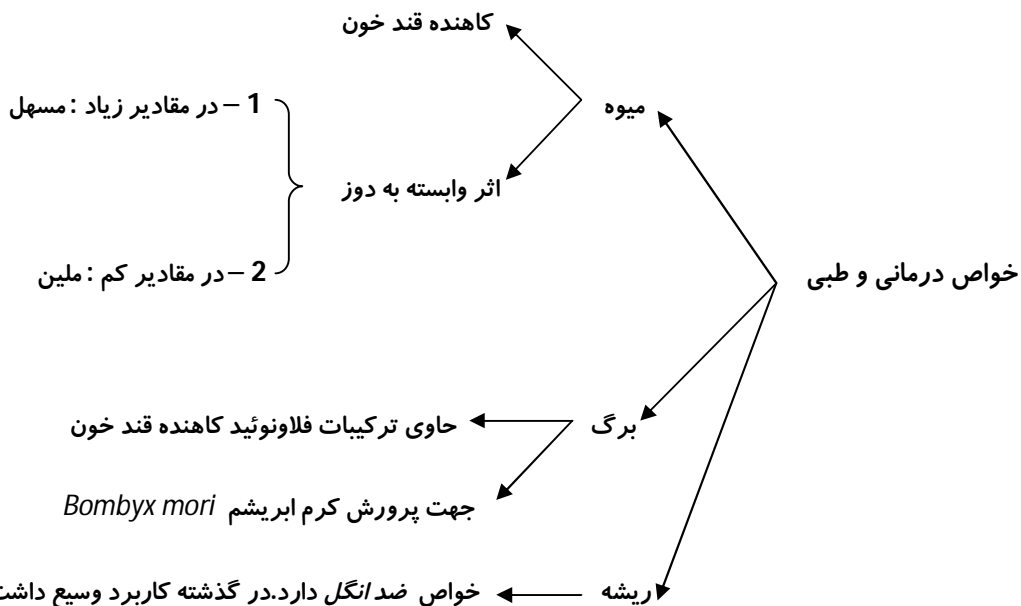 خواص درمانی و طبی
میوه
کاهنده قند خون
اثر وابسته به دوز
1 – در مقادیر زیاد : مسهل
2 – در مقادیر کم : ملین
برگ
حاوی ترکیبات فلاونوئید کاهنده قند خون
جهت پرورش کرم ابریشم Bombyx mori
ریشه
خواص ضد انگل دارد.در گذشته کاربرد وسیع داشت